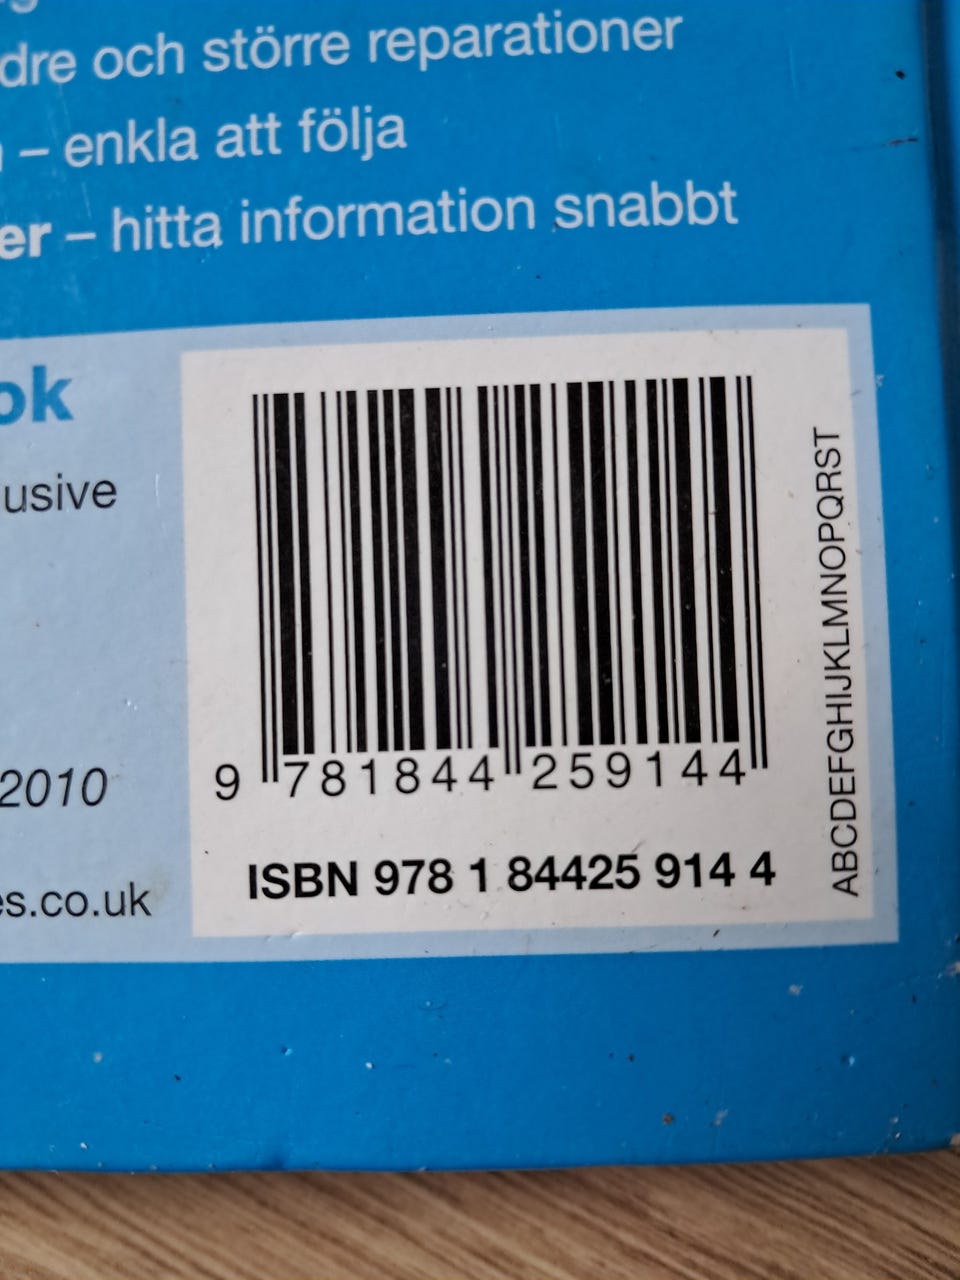 dre och större reparationer
– enkla att följa
er – hitta information snabbt
ok
usive
9 781844 259144
2010
ISBN 978 1 84425 914 4
es.co.uk
ABCDEFGHIJKLMNOPQRST